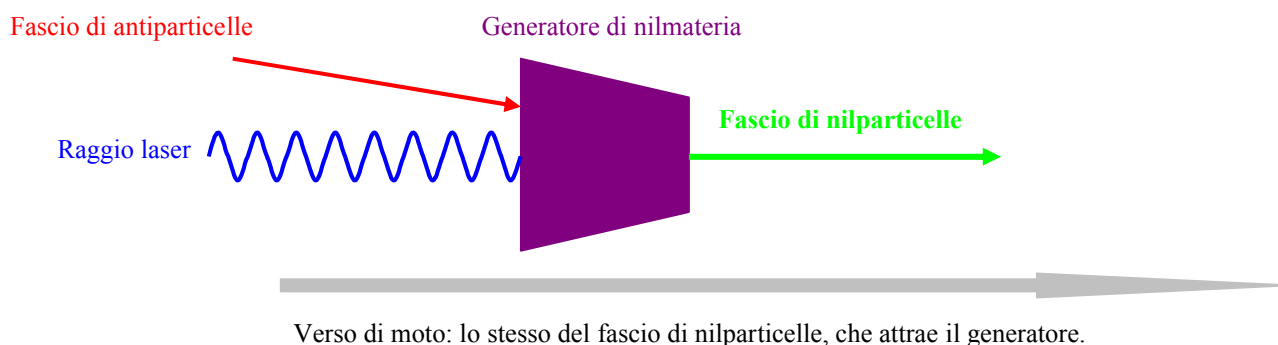 Fascio di antiparticelle
Generatore di nilmateria
Fascio di nilparticelle
Raggio laser
Verso di moto: lo stesso del fascio di nilparticelle, che attrae il generatore.